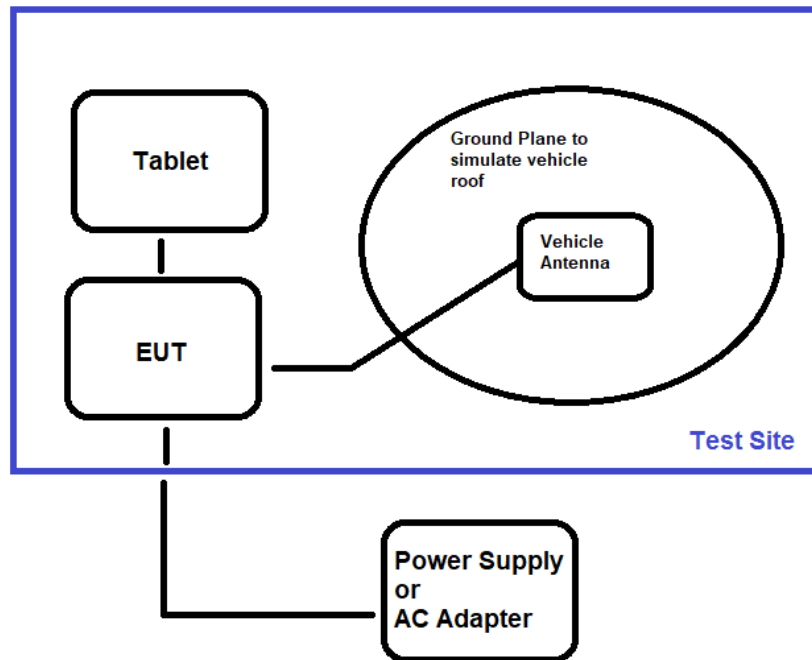 Tablet
Ground Plane to
simulate vehicle
roof
Vehicle
Antenna
EUT
Test Site
Power Supply
or
AC Adapter